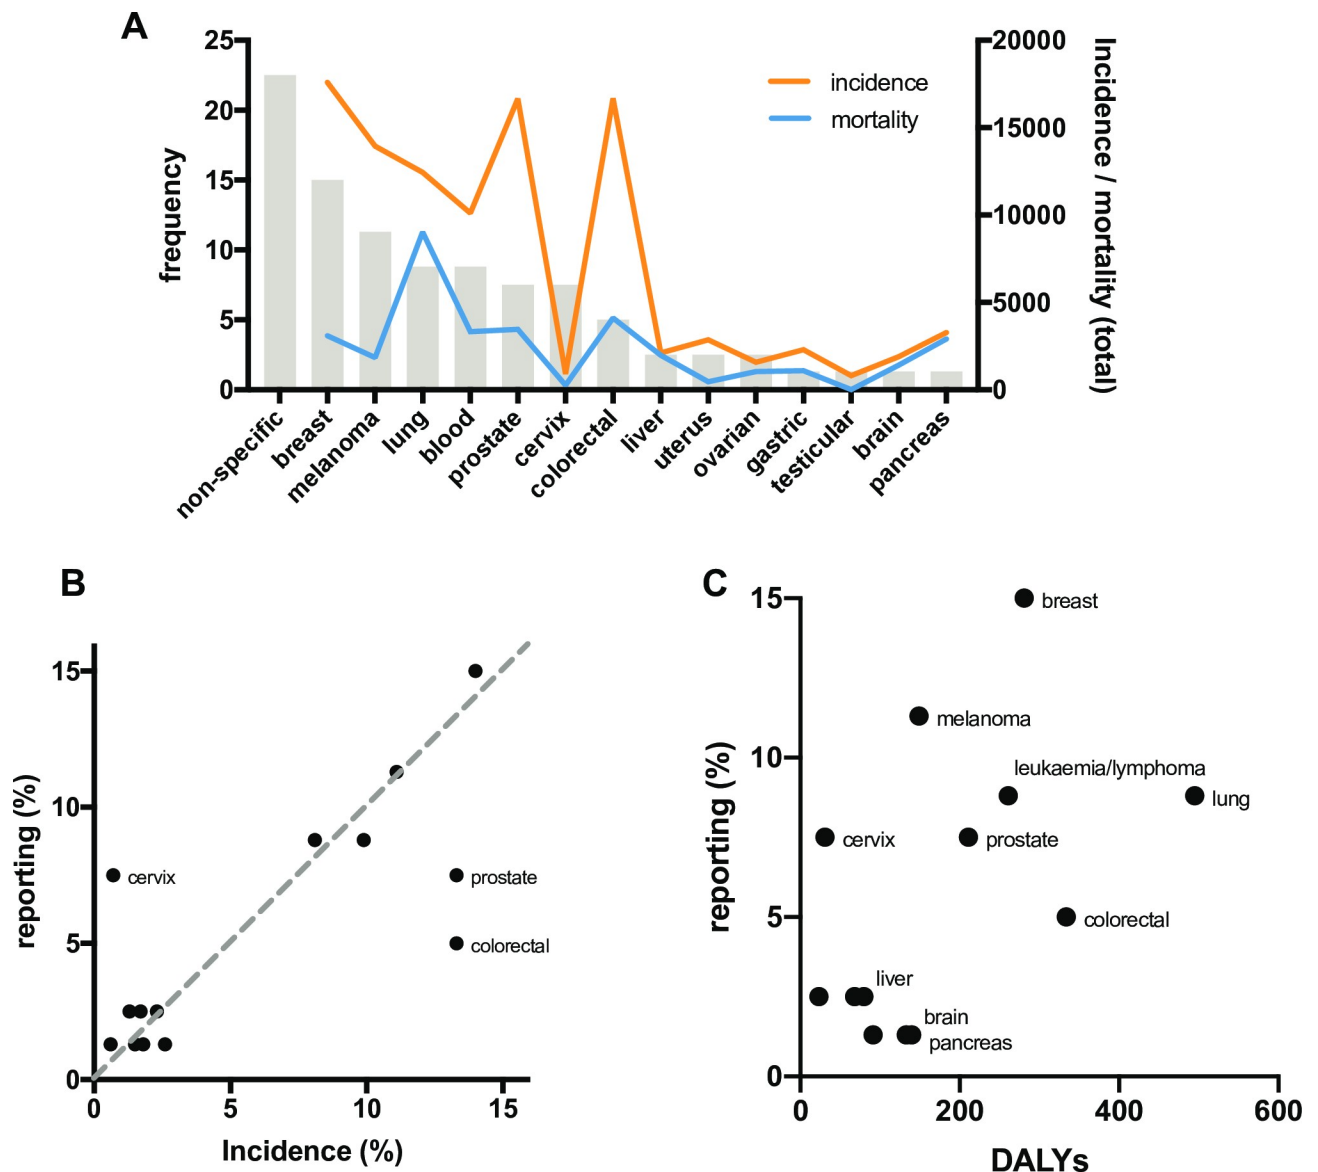 A
25
20
15
10
5
0
frequency
20000
15000
10000
5000
0
Incidence / mortality (total)
incidence
mortality
non-specific
breast
melanoma
lung
blood
prostate
cervix
colorectal
liver
uterus
ovarian
gastric
testicular
brain
pancreas
B
15
10
5
0
reporting (%)
cervix
prostate
colorectal
0
5
10
15
Incidence (%)
C
15
10
5
0
reporting (%)
breast
melanoma
leukaemia/lymphoma
lung
cervix
prostate
colorectal
liver
brain
pancreas
0
200
400
600
DALYs